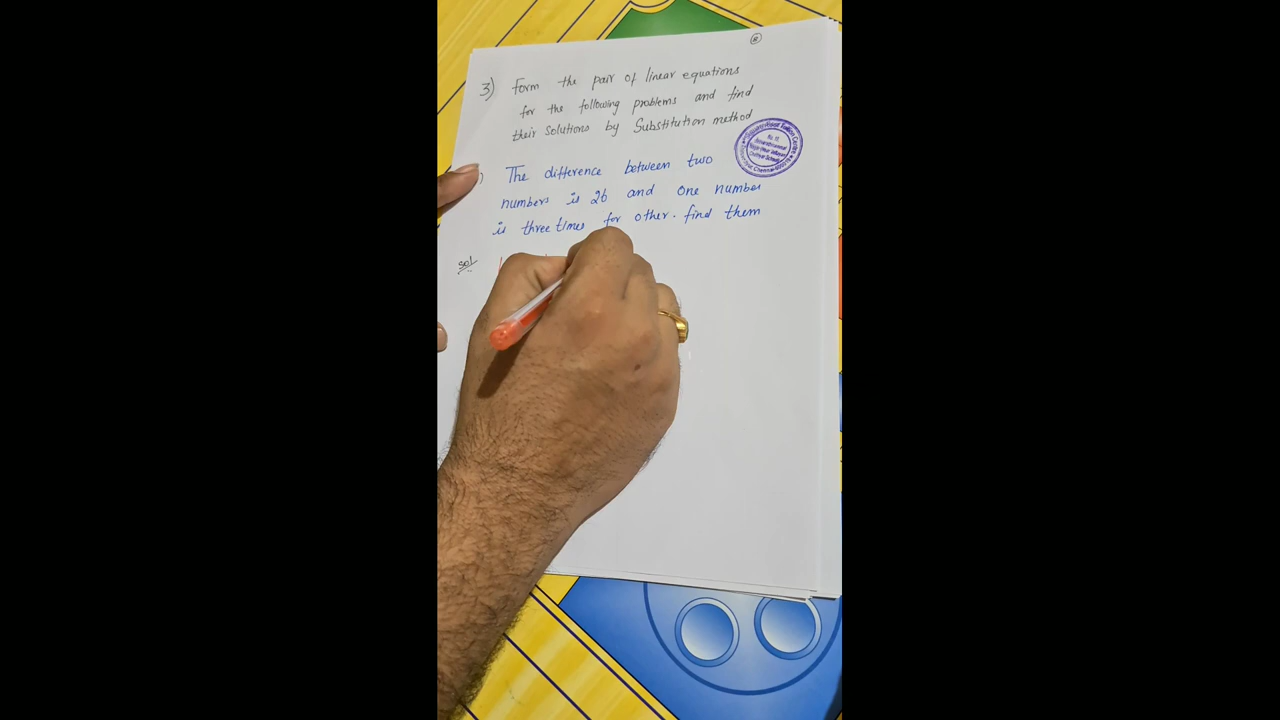 3) Form the pair of linear equations
for the following problems and find
their solutions by Substitution method
) The difference between two
numbers is 26 and one number
is three times for other. find them
Sol